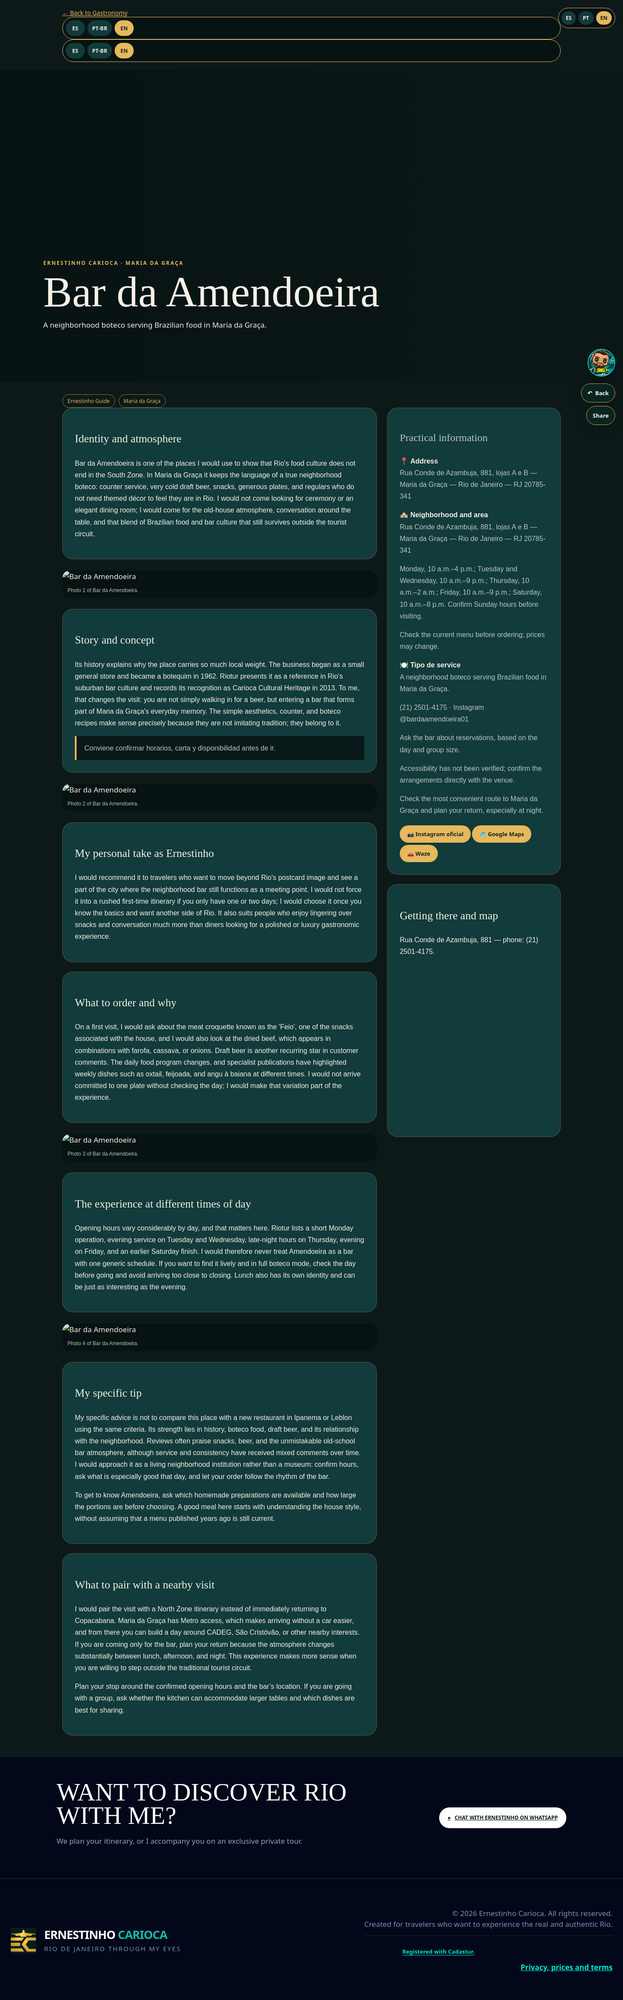 ← Back to Gastronomy
ES PT-BR EN
ES PT-BR EN
ES PT EN
ERNESTINHO CARIOCA · MARIA DA GRAÇA
Bar da Amendoeira
A neighborhood boteco serving Brazilian food in Maria da Graça.
↶ Back
Share
Ernestinho Guide Maria da Graça
Identity and atmosphere
Bar da Amendoeira is one of the places I would use to show that Rio's food culture does not
end in the South Zone. In Maria da Graça it keeps the language of a true neighborhood
boteco: counter service, very cold draft beer, snacks, generous plates, and regulars who do
not need themed décor to feel they are in Rio. I would not come looking for ceremony or an
elegant dining room; I would come for the old-house atmosphere, conversation around the
table, and that blend of Brazilian food and bar culture that still survives outside the tourist
circuit.
Bar da Amendoeira
Photo 1 of Bar da Amendoeira.
Story and concept
Its history explains why the place carries so much local weight. The business began as a small
general store and became a botequim in 1962. Riotur presents it as a reference in Rio's
suburban bar culture and records its recognition as Carioca Cultural Heritage in 2013. To me,
that changes the visit: you are not simply walking in for a beer, but entering a bar that forms
part of Maria da Graça's everyday memory. The simple aesthetics, counter, and boteco
recipes make sense precisely because they are not imitating tradition; they belong to it.
Conviene confirmar horarios, carta y disponibilidad antes de ir.
Bar da Amendoeira
Photo 2 of Bar da Amendoeira.
My personal take as Ernestinho
I would recommend it to travelers who want to move beyond Rio's postcard image and see a
part of the city where the neighborhood bar still functions as a meeting point. I would not force
it into a rushed first-time itinerary if you only have one or two days; I would choose it once you
know the basics and want another side of Rio. It also suits people who enjoy lingering over
snacks and conversation much more than diners looking for a polished or luxury gastronomic
experience.
What to order and why
On a first visit, I would ask about the meat croquette known as the 'Feio', one of the snacks
associated with the house, and I would also look at the dried beef, which appears in
combinations with farofa, cassava, or onions. Draft beer is another recurring star in customer
comments. The daily food program changes, and specialist publications have highlighted
weekly dishes such as oxtail, feijoada, and angu à baiana at different times. I would not arrive
committed to one plate without checking the day; I would make that variation part of the
experience.
Bar da Amendoeira
Photo 3 of Bar da Amendoeira.
The experience at different times of day
Opening hours vary considerably by day, and that matters here. Riotur lists a short Monday
operation, evening service on Tuesday and Wednesday, late-night hours on Thursday, evening
on Friday, and an earlier Saturday finish. I would therefore never treat Amendoeira as a bar
with one generic schedule. If you want to find it lively and in full boteco mode, check the day
before going and avoid arriving too close to closing. Lunch also has its own identity and can
be just as interesting as the evening.
Bar da Amendoeira
Photo 4 of Bar da Amendoeira.
My specific tip
My specific advice is not to compare this place with a new restaurant in Ipanema or Leblon
using the same criteria. Its strength lies in history, boteco food, draft beer, and its relationship
with the neighborhood. Reviews often praise snacks, beer, and the unmistakable old-school
bar atmosphere, although service and consistency have received mixed comments over time.
I would approach it as a living neighborhood institution rather than a museum: confirm hours,
ask what is especially good that day, and let your order follow the rhythm of the bar.
To get to know Amendoeira, ask which homemade preparations are available and how large
the portions are before choosing. A good meal here starts with understanding the house style,
without assuming that a menu published years ago is still current.
What to pair with a nearby visit
I would pair the visit with a North Zone itinerary instead of immediately returning to
Copacabana. Maria da Graça has Metro access, which makes arriving without a car easier,
and from there you can build a day around CADEG, São Cristóvão, or other nearby interests.
If you are coming only for the bar, plan your return because the atmosphere changes
substantially between lunch, afternoon, and night. This experience makes more sense when
you are willing to step outside the traditional tourist circuit.
Plan your stop around the confirmed opening hours and the bar's location. If you are going
with a group, ask whether the kitchen can accommodate larger tables and which dishes are
best for sharing.
Practical information
📍 Address
Rua Conde de Azambuja, 881, lojas A e B —
Maria da Graça — Rio de Janeiro — RJ 20785-
341
🏘️ Neighborhood and area
Rua Conde de Azambuja, 881, lojas A e B —
Maria da Graça — Rio de Janeiro — RJ 20785-
341
Monday, 10 a.m.–4 p.m.; Tuesday and
Wednesday, 10 a.m.–9 p.m.; Thursday, 10
a.m.–2 a.m.; Friday, 10 a.m.–9 p.m.; Saturday,
10 a.m.–8 p.m. Confirm Sunday hours before
visiting.
Check the current menu before ordering; prices
may change.
🍽️ Tipo de service
A neighborhood boteco serving Brazilian food in
Maria da Graça.
(21) 2501-4175 · Instagram
@bardaamendoeira01
Ask the bar about reservations, based on the
day and group size.
Accessibility has not been verified; confirm the
arrangements directly with the venue.
Check the most convenient route to Maria da
Graça and plan your return, especially at night.
📸 Instagram oficial 🗺️ Google Maps
🚗 Waze
Getting there and map
Rua Conde de Azambuja, 881 — phone: (21)
2501-4175.
WANT TO DISCOVER RIO
WITH ME?
We plan your itinerary, or I accompany you on an exclusive private tour.
CHAT WITH ERNESTINHO ON WHATSAPP
ERNESTINHO CARIOCA
RIO DE JANEIRO THROUGH MY EYES
© 2026 Ernestinho Carioca. All rights reserved.
Created for travelers who want to experience the real and authentic Rio.
Registered with Cadastur.
Privacy, prices and terms